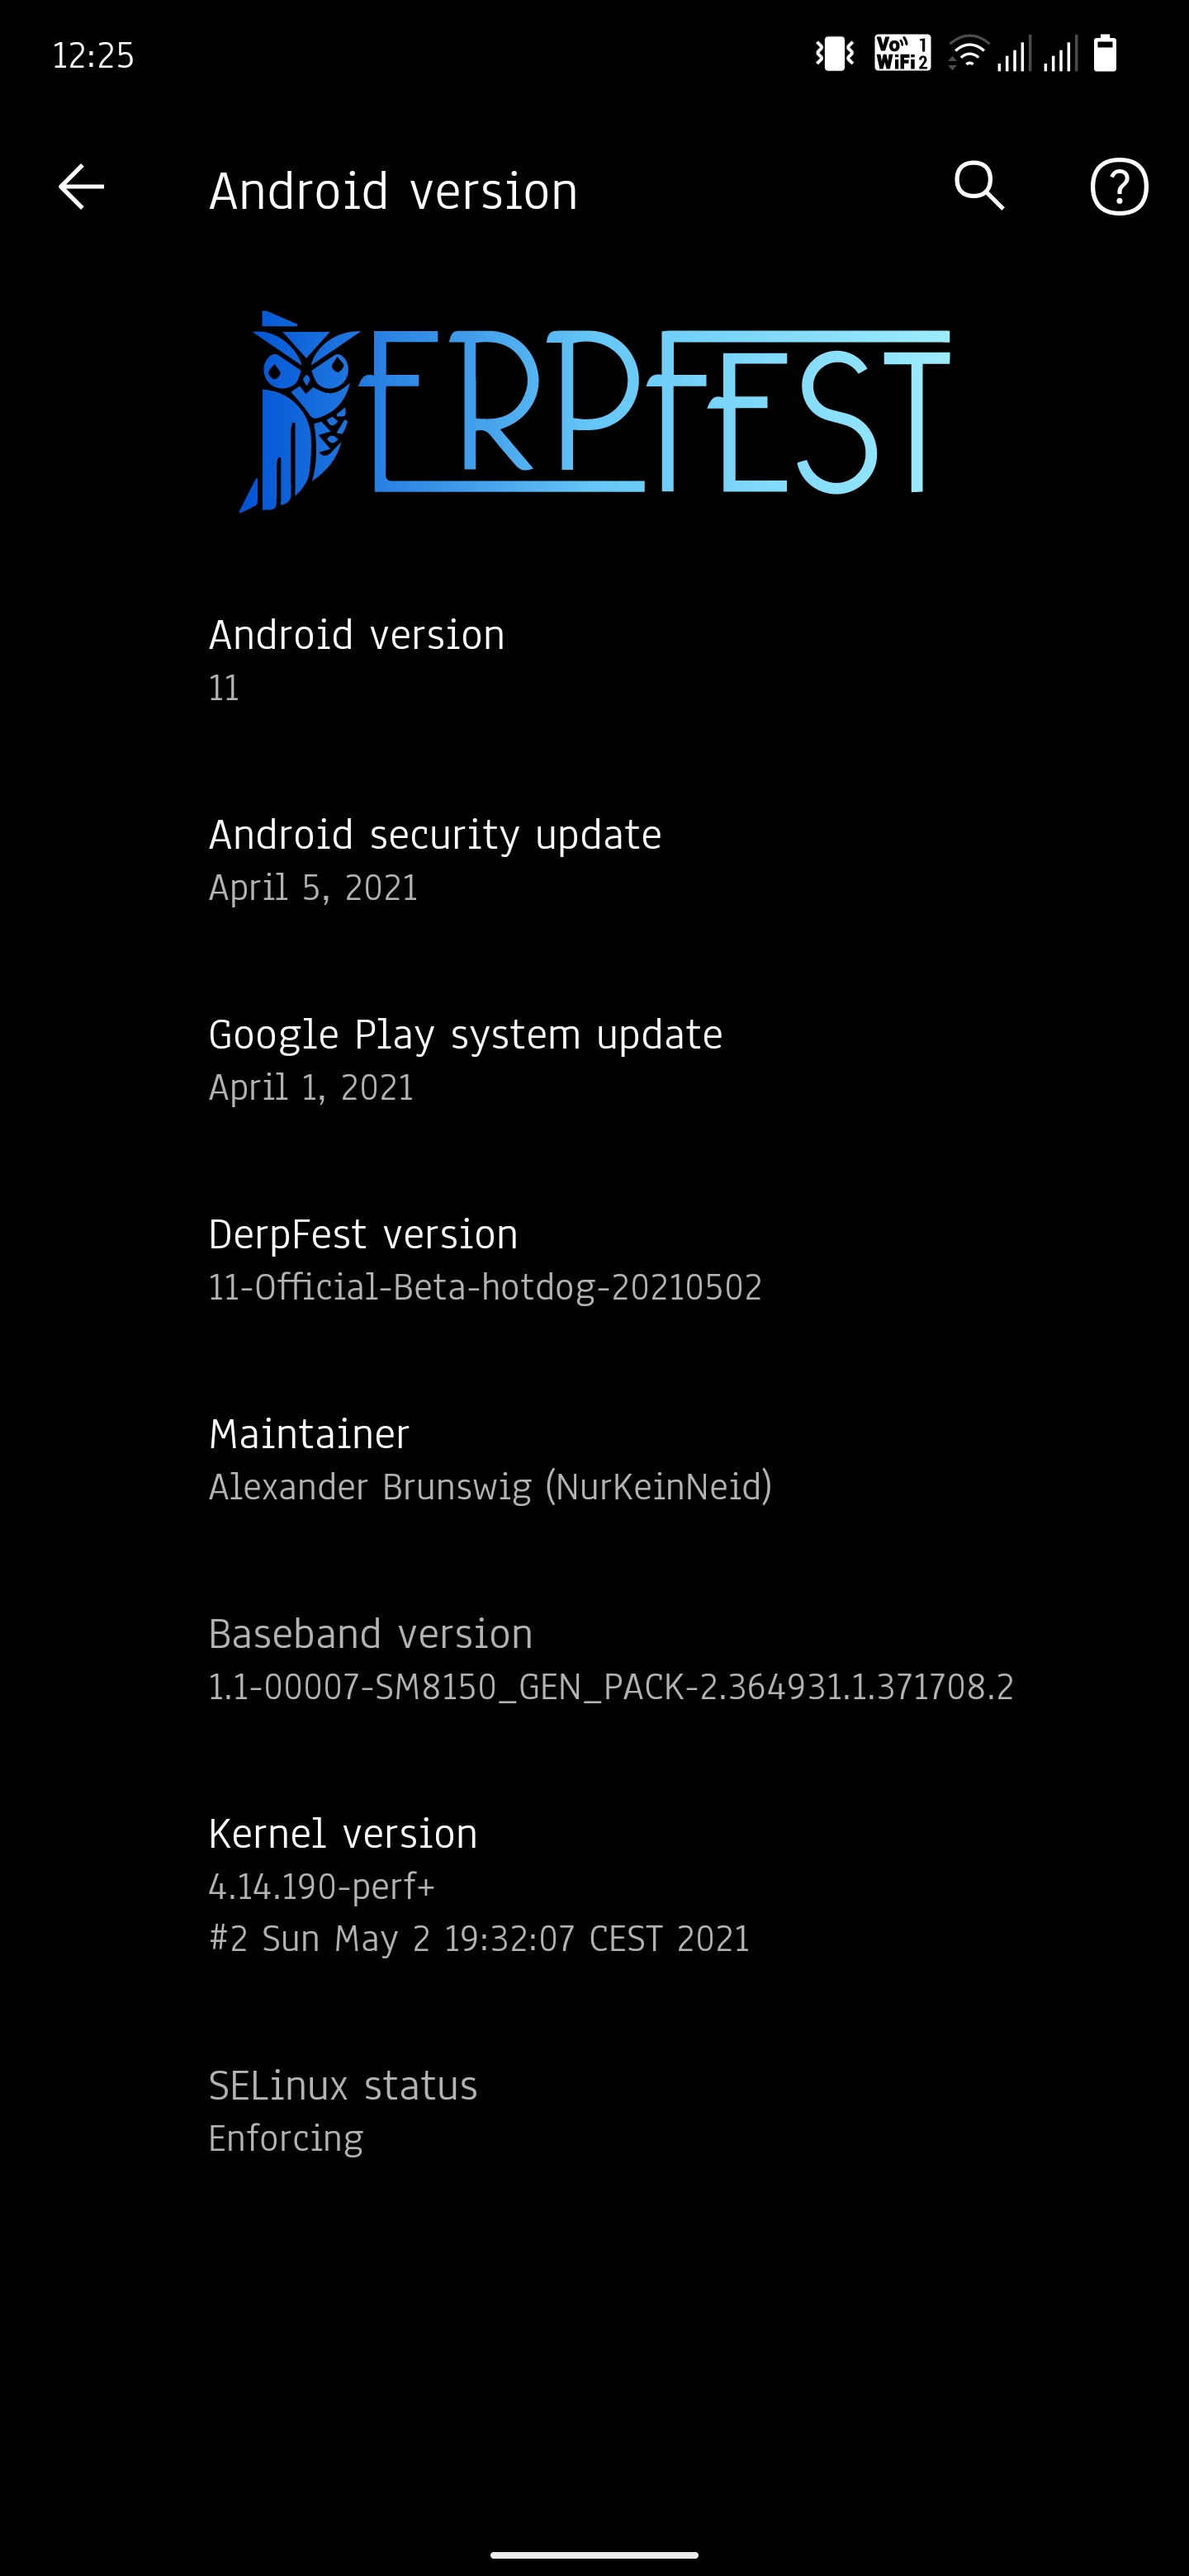 12:25
Vo 1
WiFi 2
Android version
DERPFEST
Android version
11
Android security update
April 5, 2021
Google Play system update
April 1, 2021
DerpFest version
11-Official-Beta-hotdog-20210502
Maintainer
Alexander Brunswig (NurKeinNeid)
Baseband version
1.1-00007-SM8150_GEN_PACK-2.364931.1.371708.2
Kernel version
4.14.190-perf+
#2 Sun May 2 19:32:07 CEST 2021
SELinux status
Enforcing